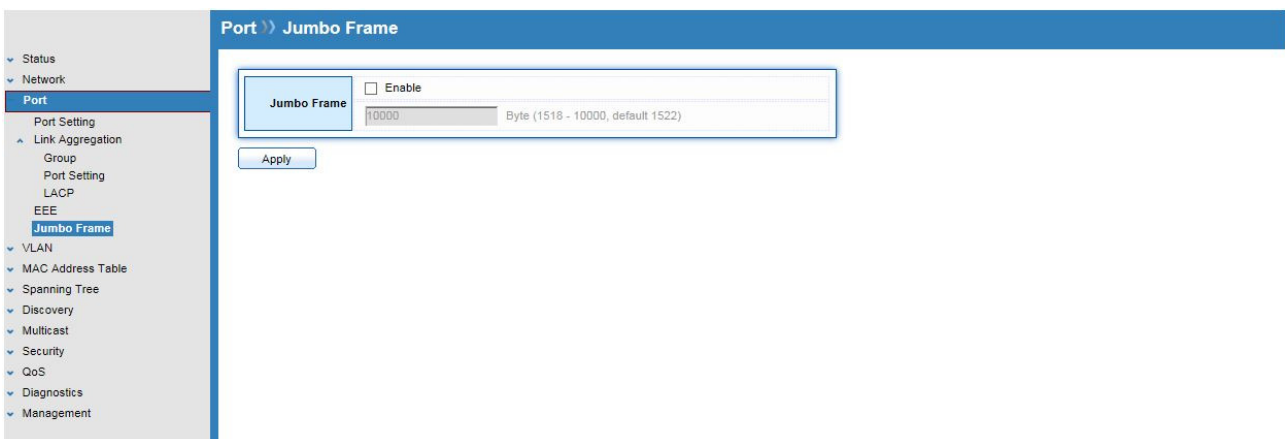 Port》 Jumbo Frame
Status
Network
Port
Port Setting
Link Aggregation
Group
Port Setting
LACP
EEE
Jumbo Frame
VLAN
MAC Address Table
Spanning Tree
Discovery
Multicast
Security
QoS
Diagnostics
Management
Jumbo Frame
Enable
10000 Byte (1518 - 10000, default 1522)
Apply